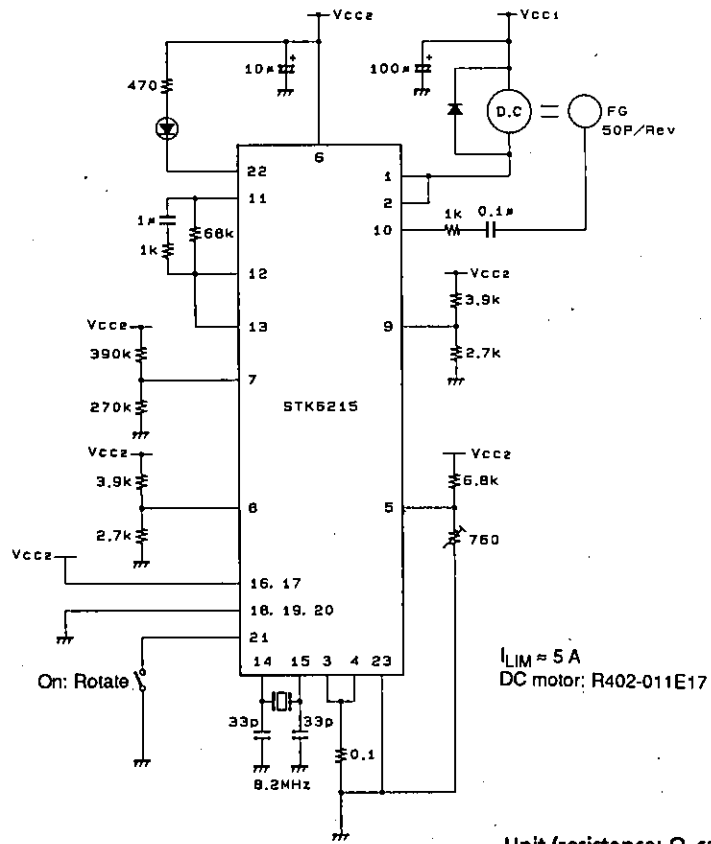 Vcc2
Vcc1
10μ
100μ
470
D.C
FG
50P/Rev
6
22
1
2
11
1μ
1k
68k
10
1k
0.1μ
12
13
Vcc2
3.9k
9
2.7k
Vcc2
390k
7
270k
STK6215
Vcc2
3.9k
8
2.7k
Vcc2
6.8k
5
760
Vcc2
16, 17
18, 19, 20
21
On: Rotate
14
15
3
4
23
33p
33p
8.2MHz
0.1
ILIM ≈ 5 A
DC motor: R402-011E17